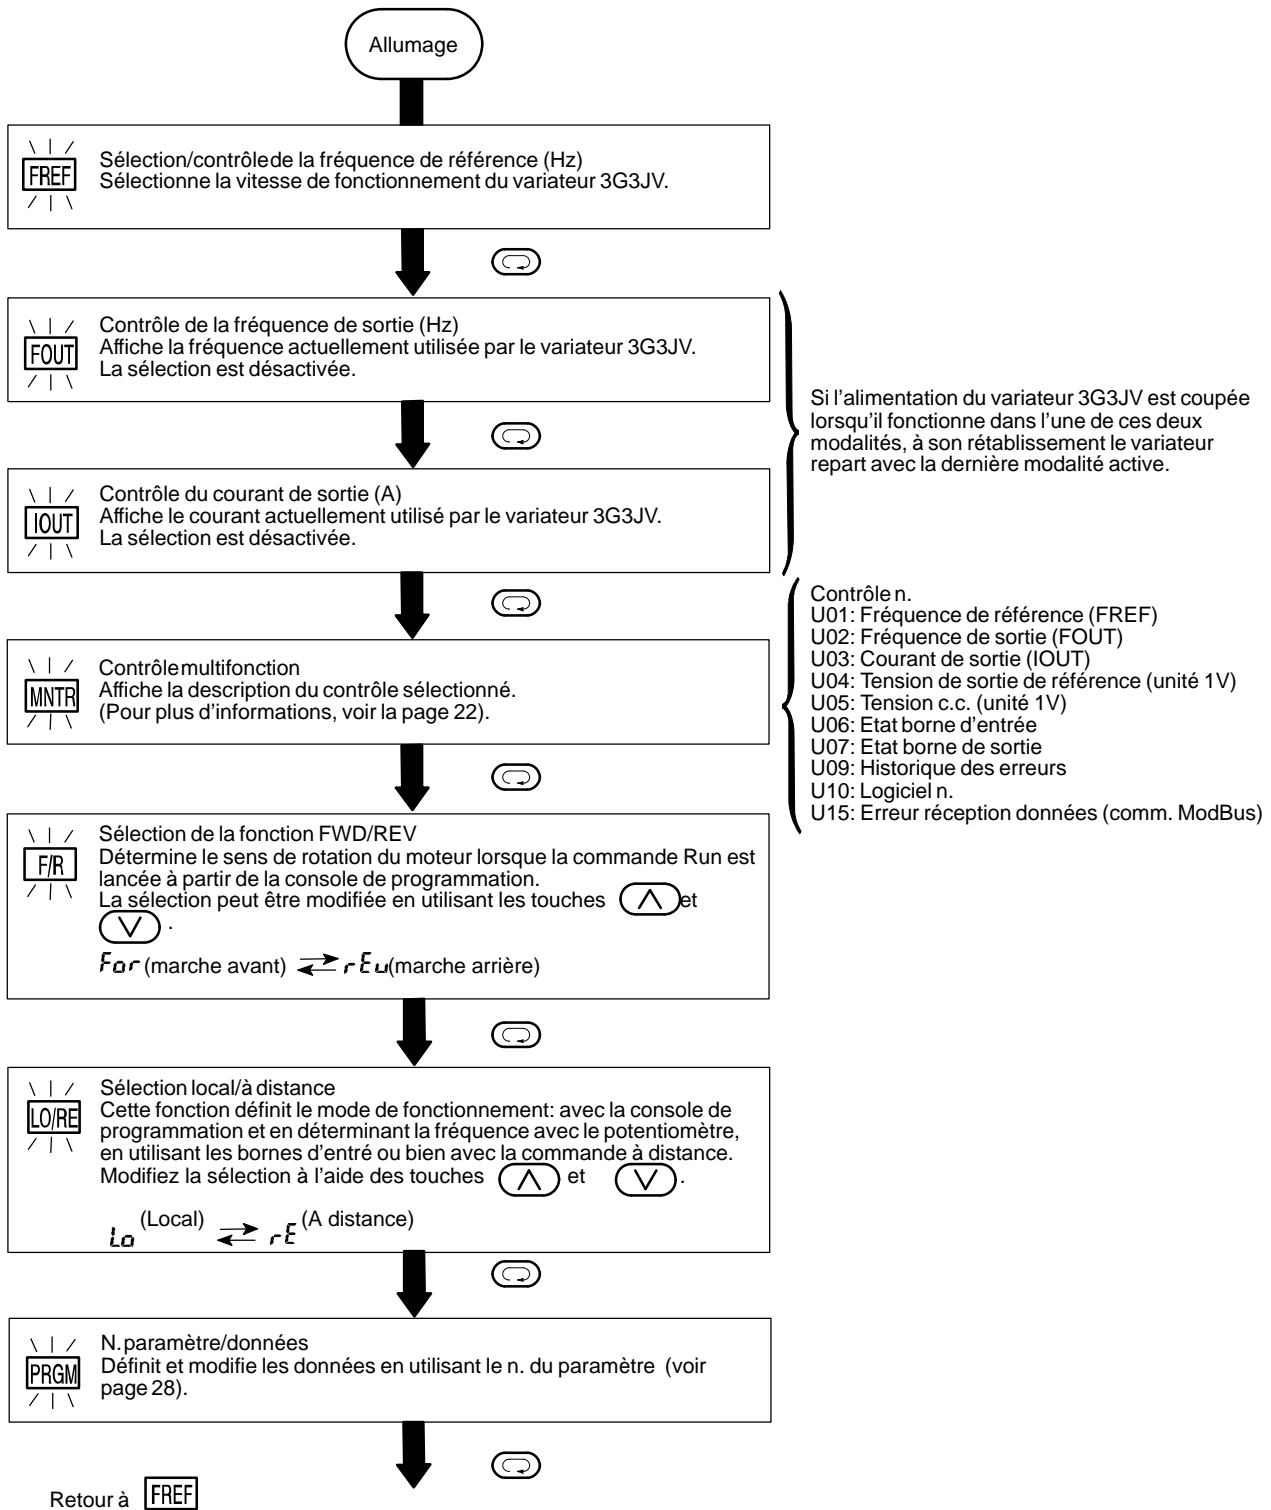 Allumage
FREF
Sélection/contrôle de la fréquence de référence (Hz)
Sélectionne la vitesse de fonctionnement du variateur 3G3JV.
FOUT
Contrôle de la fréquence de sortie (Hz)
Affiche la fréquence actuellement utilisée par le variateur 3G3JV.
La sélection est désactivée.
IOUT
Contrôle du courant de sortie (A)
Affiche le courant actuellement utilisé par le variateur 3G3JV.
La sélection est désactivée.
Si l'alimentation du variateur 3G3JV est coupée
lorsqu'il fonctionne dans l'une de ces deux
modalités, à son rétablissement le variateur
repart avec la dernière modalité active.
MNTR
Contrôle multifonction
Affiche la description du contrôle sélectionné.
(Pour plus d'informations, voir la page 22).
Contrôle n.
U01: Fréquence de référence (FREF)
U02: Fréquence de sortie (FOUT)
U03: Courant de sortie (IOUT)
U04: Tension de sortie de référence (unité 1V)
U05: Tension c.c. (unité 1V)
U06: Etat borne d'entrée
U07: Etat borne de sortie
U09: Historique des erreurs
U10: Logiciel n.
U15: Erreur réception données (comm. ModBus)
F/R
Sélection de la fonction FWD/REV
Détermine le sens de rotation du moteur lorsque la commande Run est
lancée à partir de la console de programmation.
La sélection peut être modifiée en utilisant les touches et
.
For (marche avant) rEu (marche arrière)
LO/RE
Sélection local/à distance
Cette fonction définit le mode de fonctionnement: avec la console de
programmation et en déterminant la fréquence avec le potentiomètre,
en utilisant les bornes d'entré ou bien avec la commande à distance.
Modifiez la sélection à l'aide des touches et .
Lo (Local) rE (A distance)
PRGM
N.paramètre/données
Définit et modifie les données en utilisant le n. du paramètre (voir
page 28).
Retour à FREF